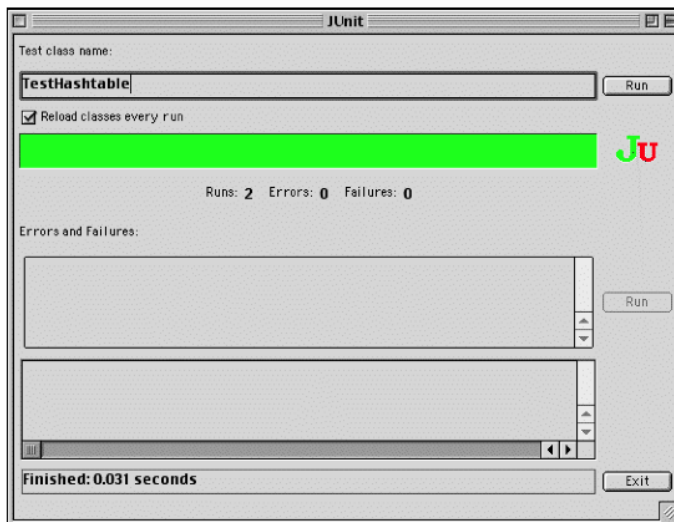 JUnit
Test class name:
TestHashtable
Run
Reload classes every run
JU
Runs: 2 Errors: 0 Failures: 0
Errors and Failures:
Run
Finished: 0.031 seconds
Exit